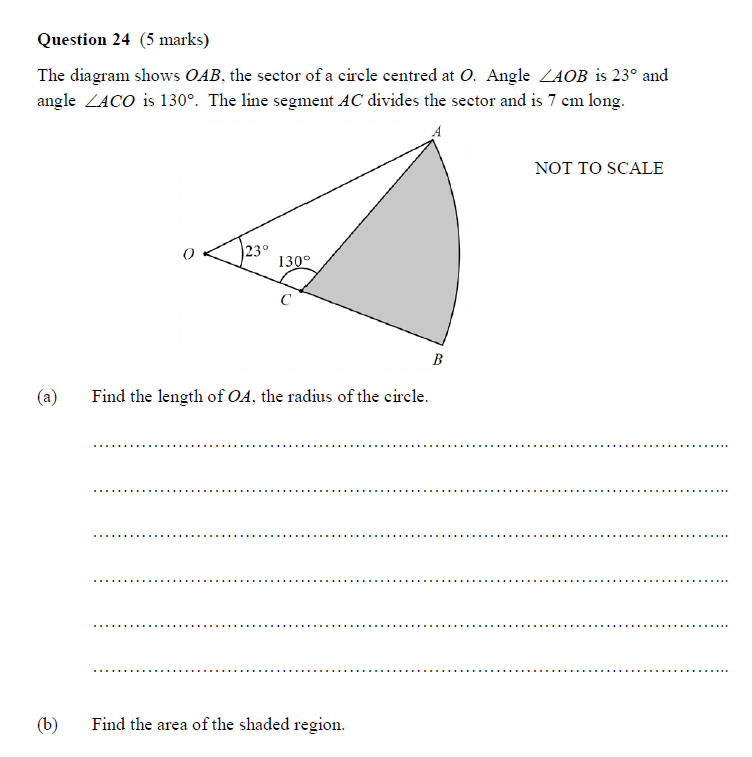 Question 24 (5 marks)
The diagram shows OAB, the sector of a circle centred at O. Angle ∠AOB is 23° and
angle ∠ACO is 130°. The line segment AC divides the sector and is 7 cm long.
A
NOT TO SCALE
O
23°
130°
C
B
(a) Find the length of OA, the radius of the circle.
(b) Find the area of the shaded region.